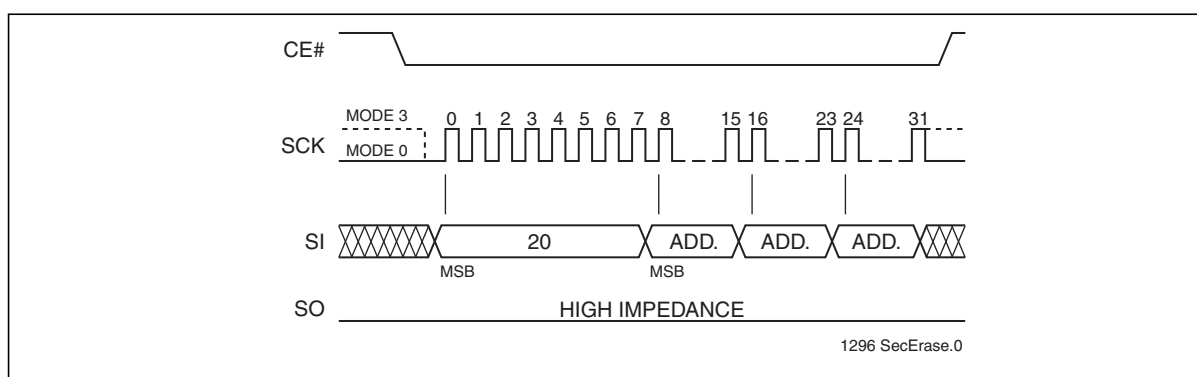 CE#
MODE 3
0 1 2 3 4 5 6 7 8 15 16 23 24 31
SCK
MODE 0
SI 20 ADD. ADD. ADD.
MSB MSB
SO HIGH IMPEDANCE
1296 SecErase.0